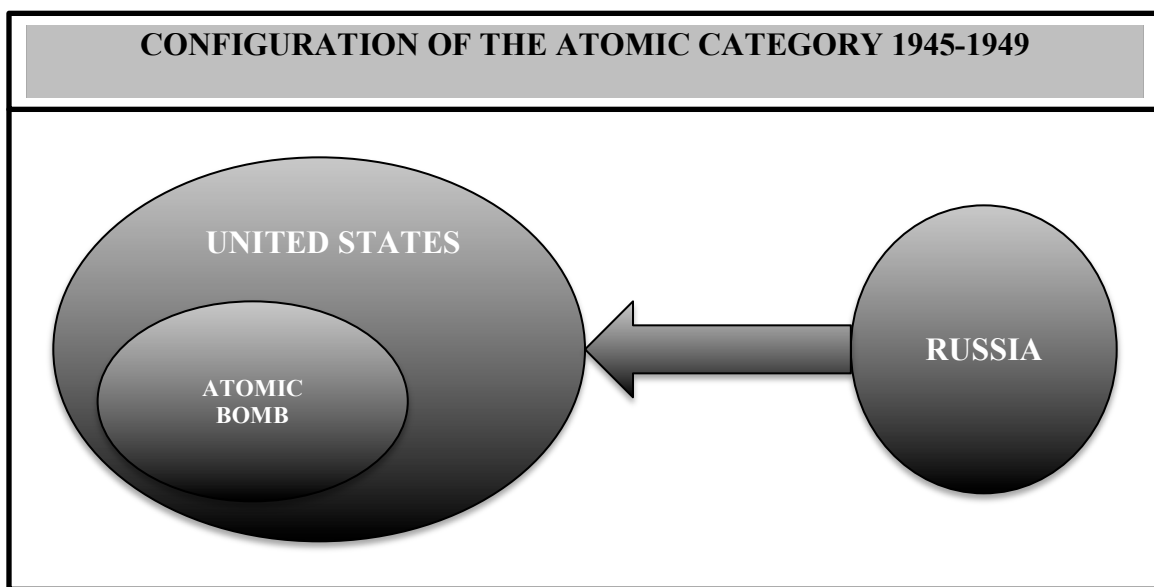 CONFIGURATION OF THE ATOMIC CATEGORY 1945-1949
UNITED STATES
ATOMIC
BOMB
RUSSIA